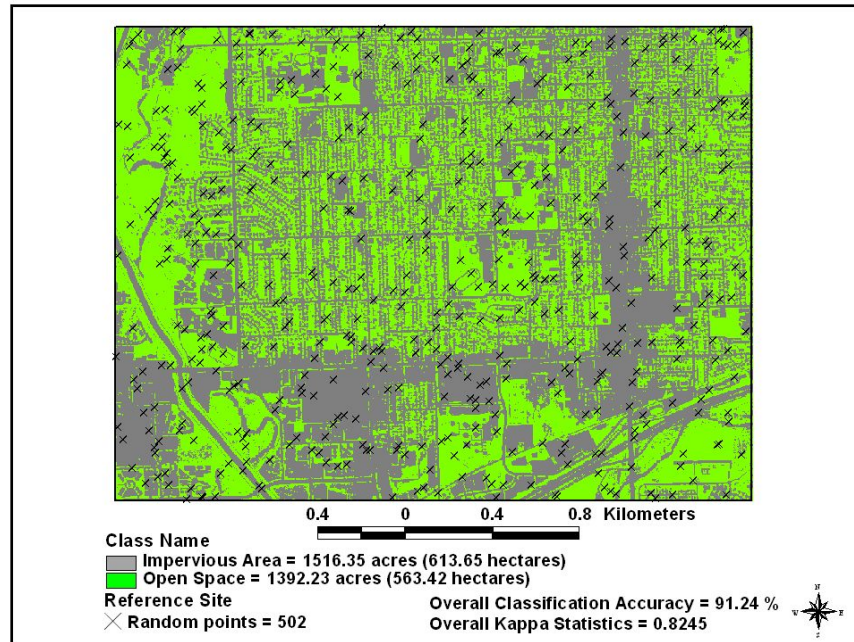 0.4 0 0.8 Kilometers
Class Name
Impervious Area = 1516.35 acres (613.65 hectares)
Open Space = 1392.23 acres (563.42 hectares)
Reference Site
Random points = 502
Overall Classification Accuracy = 91.24 %
Overall Kappa Statistics = 0.8245
N
W E
S